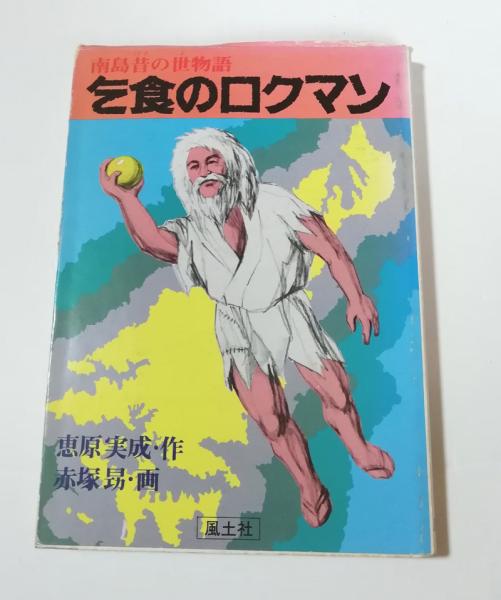 南島昔の世物語
乞食のロクマン
恵原実成・作
赤塚昮・画
風土社